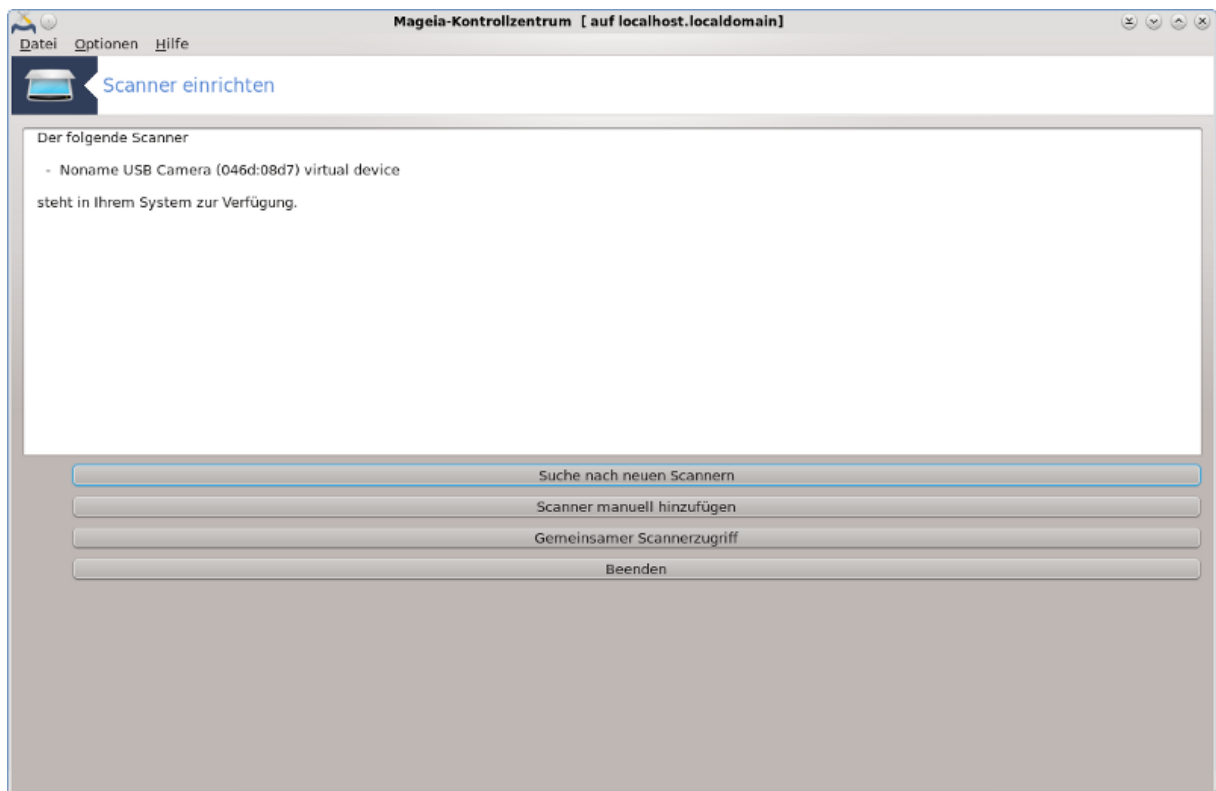 Mageia-Kontrollzentrum [ auf localhost.localdomain]
Datei Optionen Hilfe
Scanner einrichten
Der folgende Scanner
- Noname USB Camera (046d:08d7) virtual device
steht in Ihrem System zur Verfügung.
Suche nach neuen Scannern
Scanner manuell hinzufügen
Gemeinsamer Scannerzugriff
Beenden